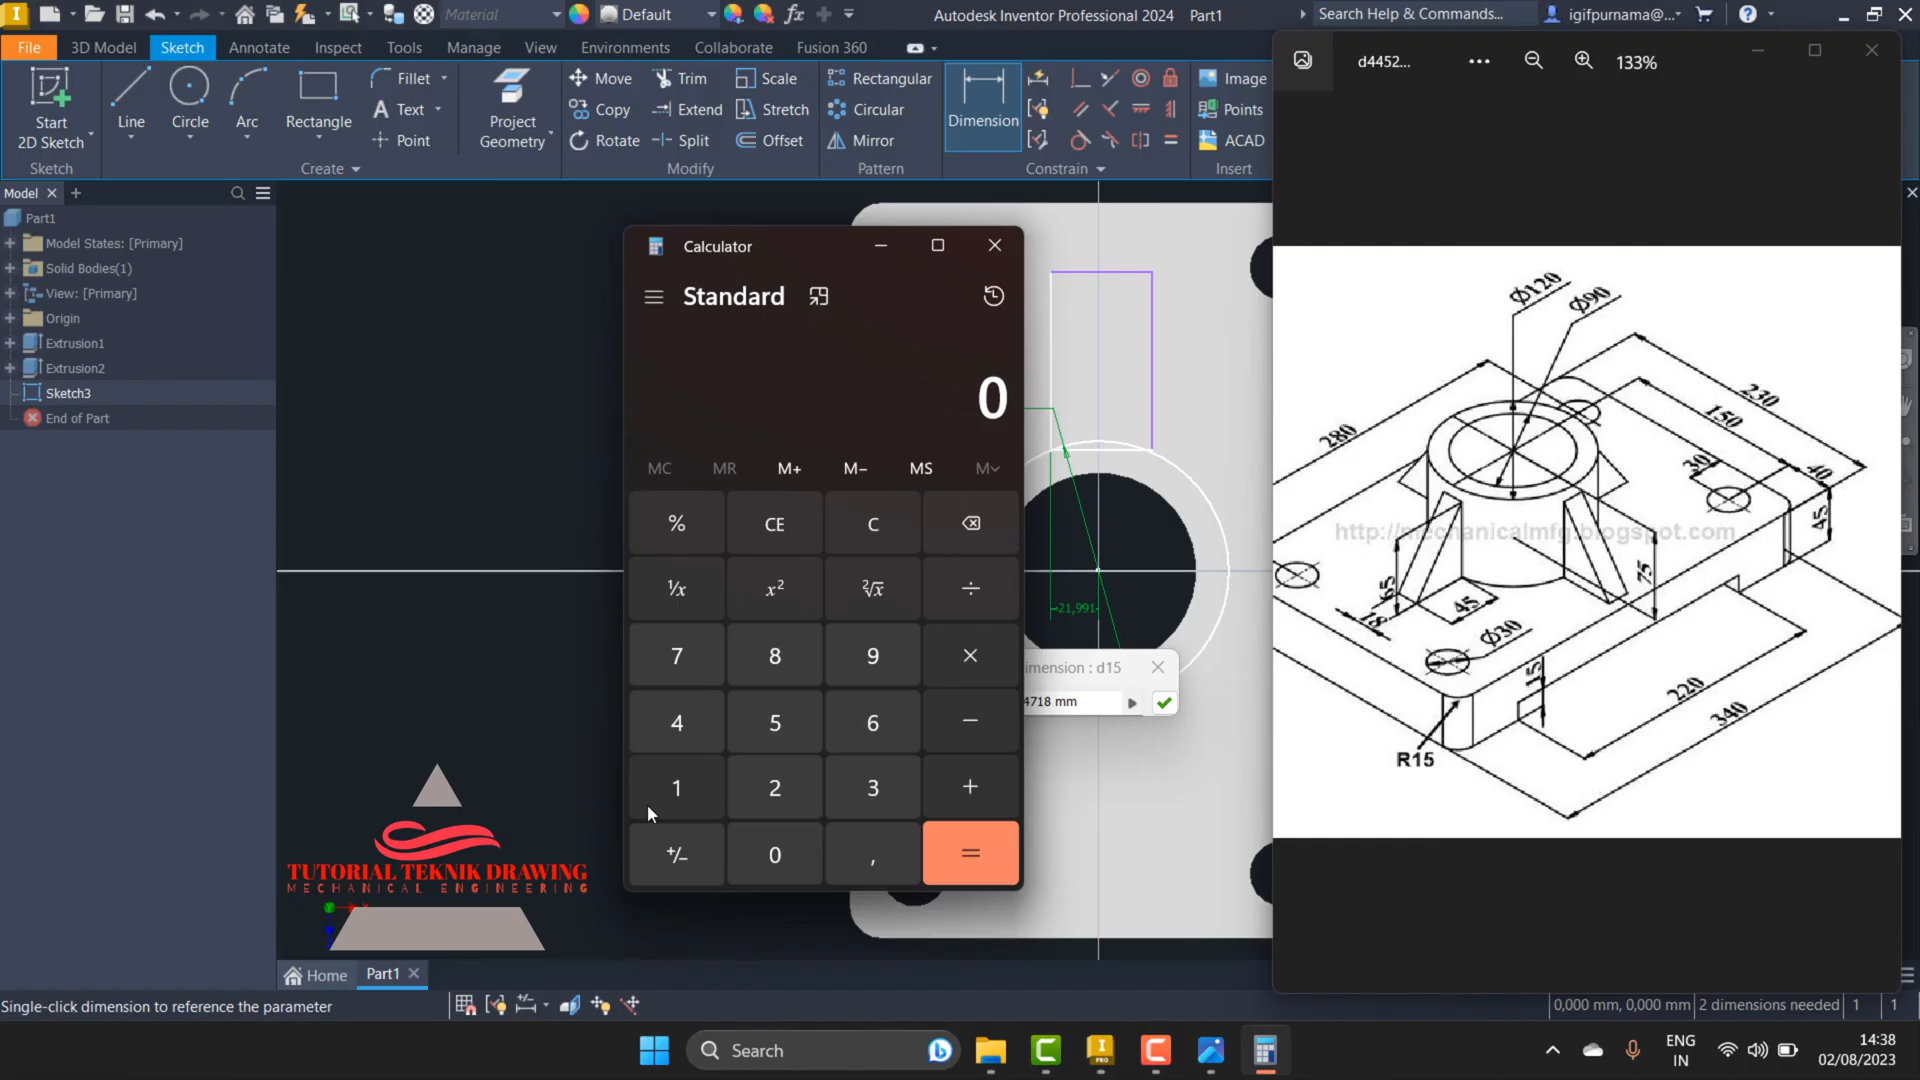 Material
Default
Autodesk Inventor Professional 2024 Part1
Search Help & Commands...
igifpurnama@...
File
3D Model
Sketch
Annotate
Inspect
Tools
Manage
View
Environments
Collaborate
Fusion 360
Start
2D Sketch
Line
Circle
Arc
Rectangle
Fillet
Text
Point
Project
Geometry
Move
Copy
Rotate
Trim
Extend
Split
Scale
Stretch
Offset
Rectangular
Circular
Mirror
Dimension
Image
Points
ACAD
Sketch
Create
Modify
Pattern
Constrain
Insert
d4452...
133%
Model
Part1
Model States: [Primary]
Solid Bodies(1)
View: [Primary]
Origin
Extrusion1
Extrusion2
Sketch3
End of Part
Calculator
Standard
0
MC MR M+ M− MS M
% CE C
⅟x x² ²√x ÷
7 8 9 ×
4 5 6 −
1 2 3 +
+/− 0 , =
21,991
imension : d15
4718 mm
Ø120
Ø90
280
230
150
30
40
45
http://mechanicalmfg.blogspot.com
65
75
45
18
Ø30
15
220
340
R15
TUTORIAL TEKNIK DRAWING
MECHANICAL ENGINEERING
Home
Part1
Single-click dimension to reference the parameter
0,000 mm, 0,000 mm
2 dimensions needed
1
1
Search
PRO
ENG
IN
14:38
02/08/2023